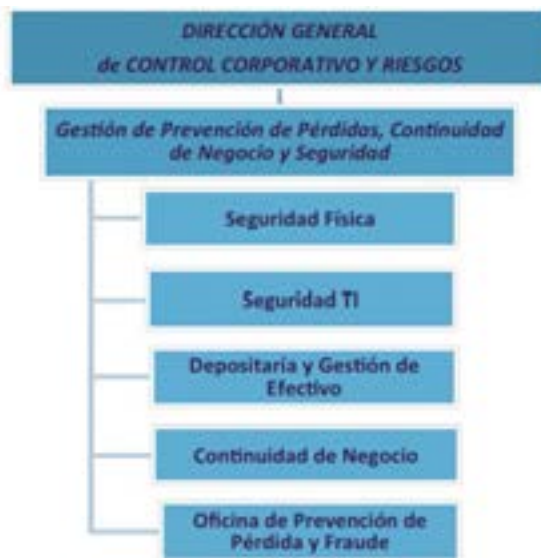 DIRECCIÓN GENERAL
de CONTROL CORPORATIVO Y RIESGOS
Gestión de Prevención de Pérdidas, Continuidad
de Negocio y Seguridad
Seguridad Física
Seguridad TI
Depositaría y Gestión de
Efectivo
Continuidad de Negocio
Oficina de Prevención de
Pérdida y Fraude